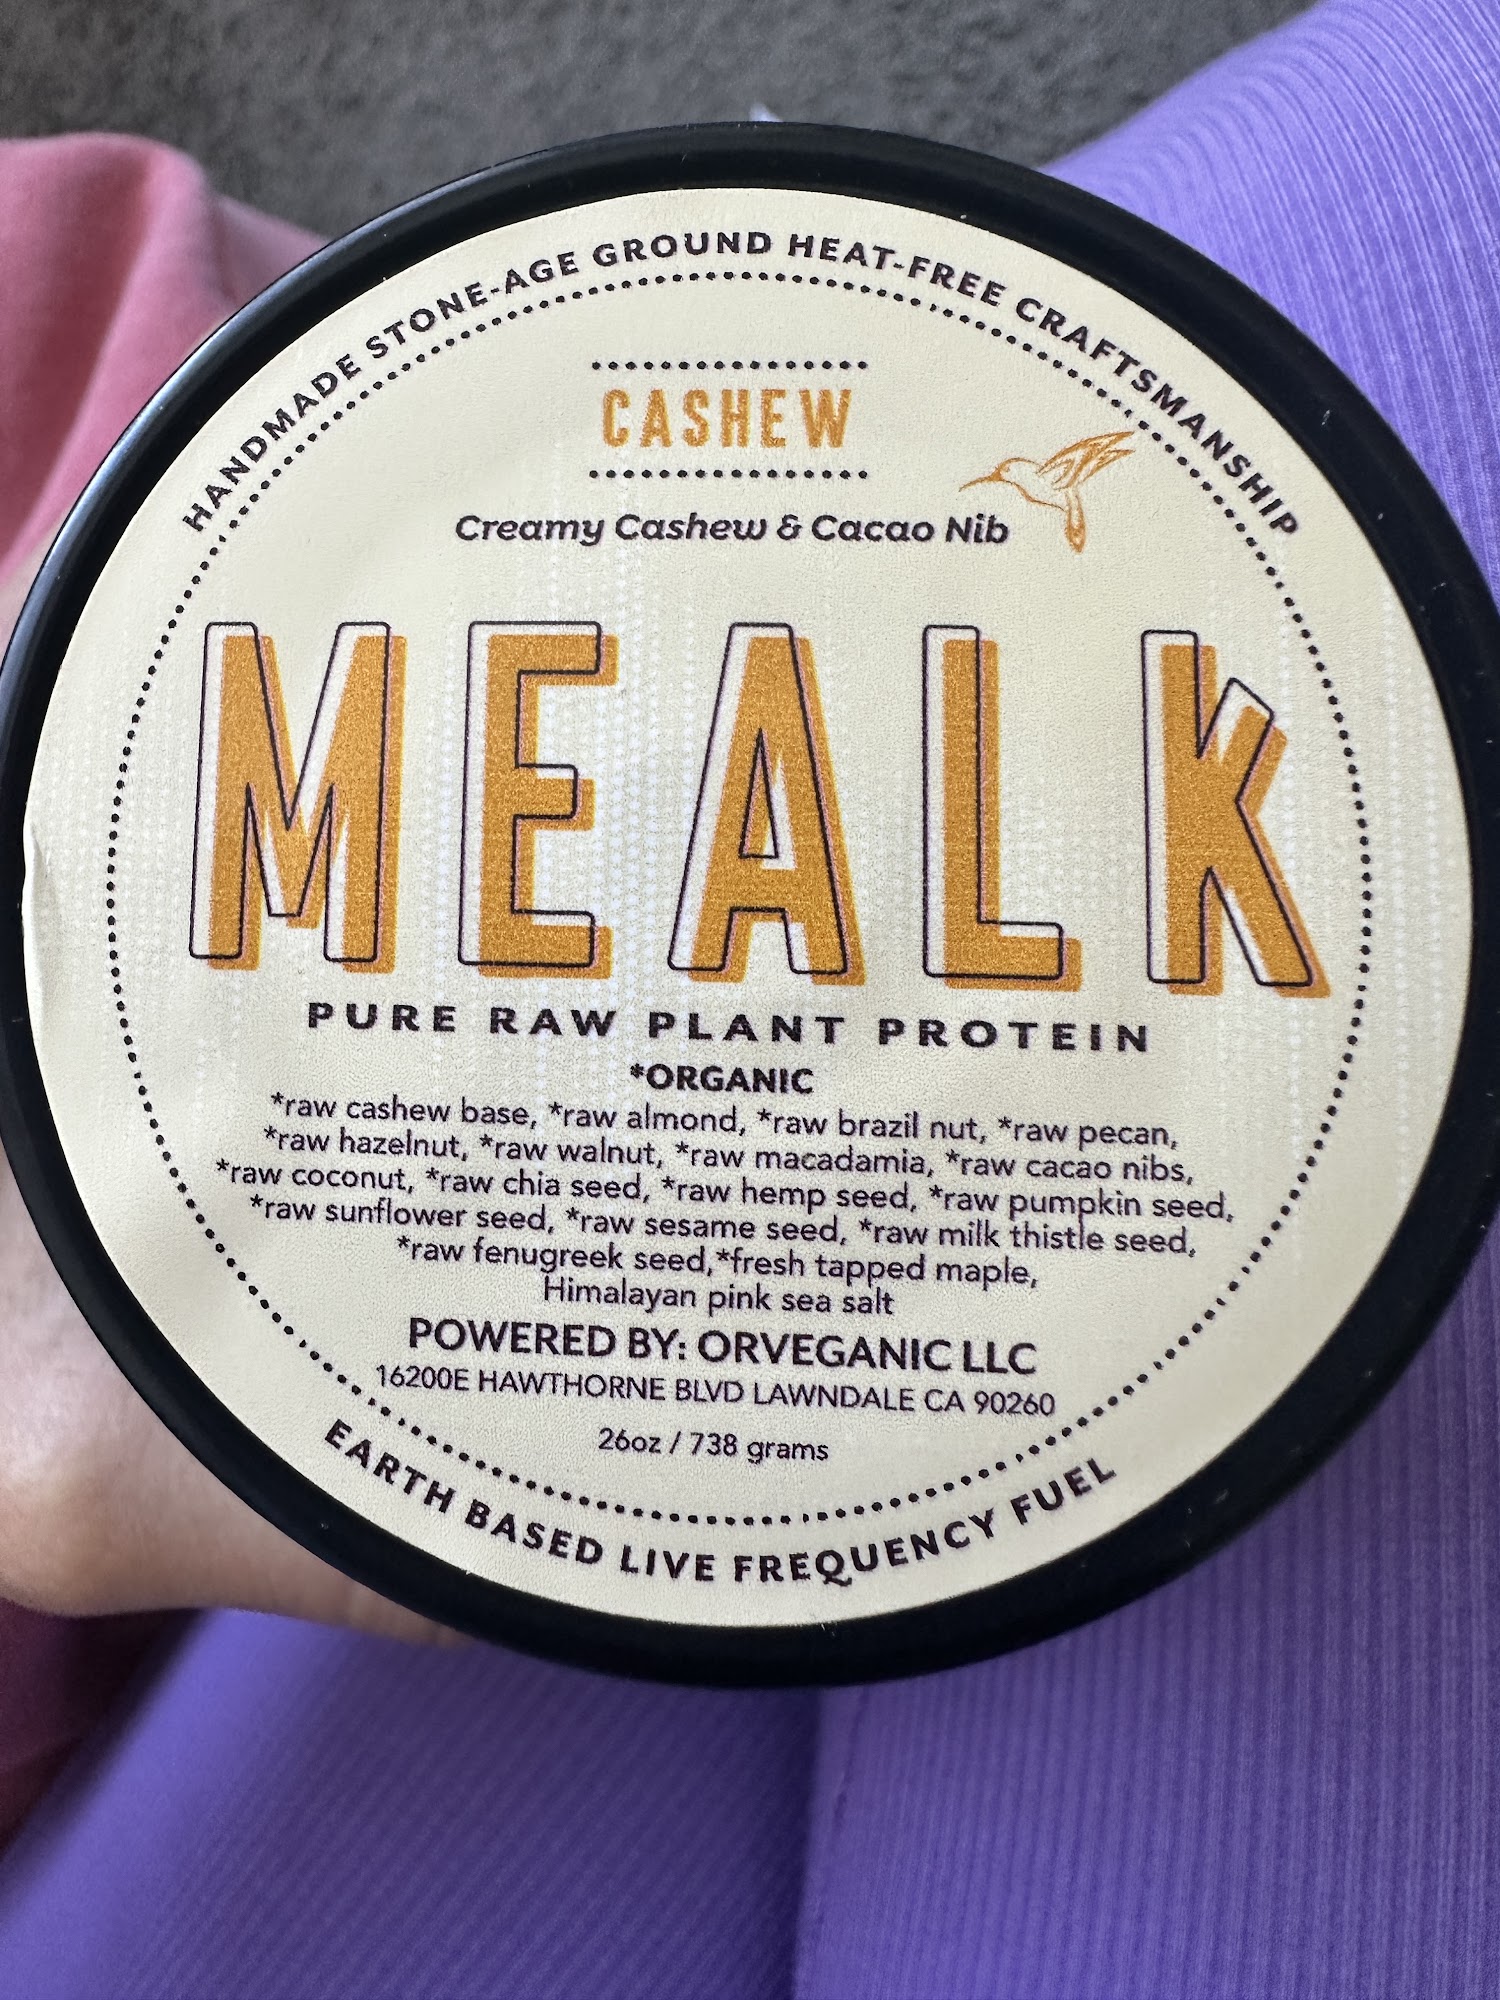 HANDMADE STONE-AGE GROUND HEAT-FREE CRAFTSMANSHIP
CASHEW
Creamy Cashew & Cacao Nib
MEALK
PURE RAW PLANT PROTEIN
*ORGANIC
*raw cashew base, *raw almond, *raw brazil nut, *raw pecan,
*raw hazelnut, *raw walnut, *raw macadamia, *raw cacao nibs,
*raw coconut, *raw chia seed, *raw hemp seed, *raw pumpkin seed,
*raw sunflower seed, *raw sesame seed, *raw milk thistle seed,
*raw fenugreek seed,*fresh tapped maple,
Himalayan pink sea salt
POWERED BY: ORVEGANIC LLC
16200E HAWTHORNE BLVD LAWNDALE CA 90260
26oz / 738 grams
EARTH BASED LIVE FREQUENCY FUEL